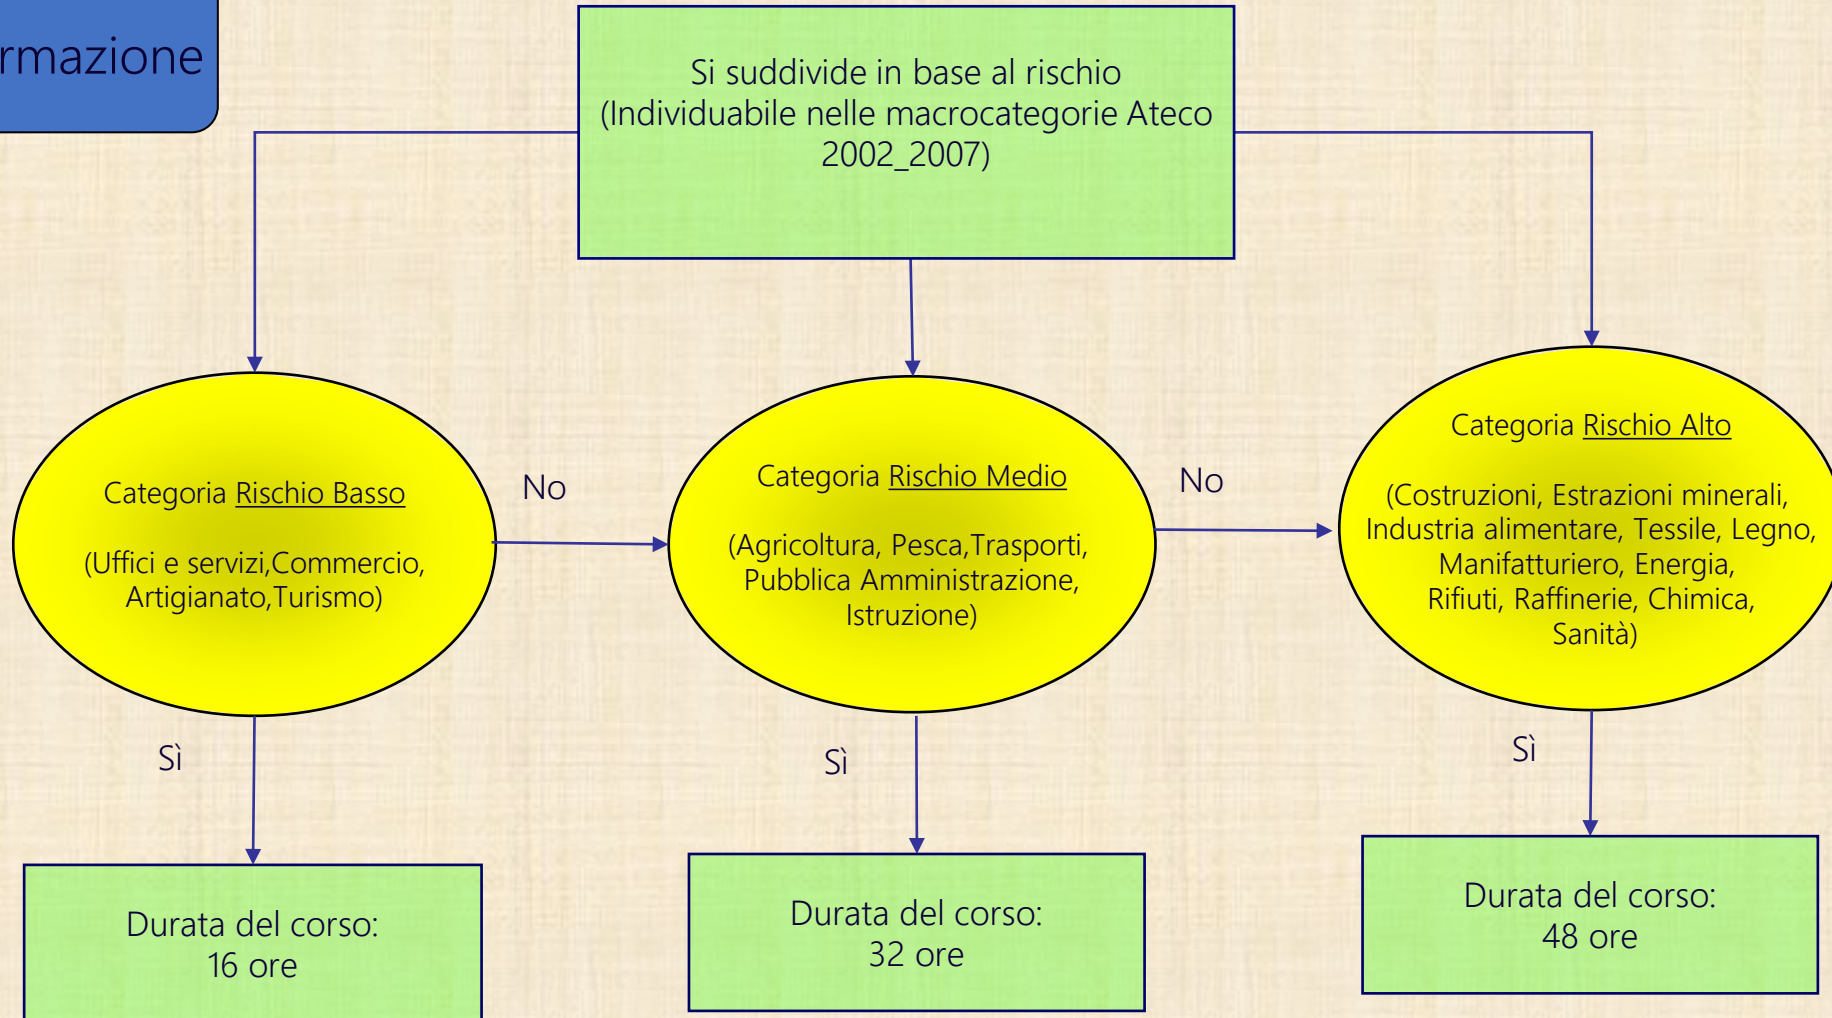 rmazione
Si suddivide in base al rischio
(Individuabile nelle macrocategorie Ateco
2002_2007)
Categoria Rischio Basso
(Uffici e servizi,Commercio,
Artigianato,Turismo)
No
Categoria Rischio Medio
(Agricoltura, Pesca,Trasporti,
Pubblica Amministrazione,
Istruzione)
No
Categoria Rischio Alto
(Costruzioni, Estrazioni minerali,
Industria alimentare, Tessile, Legno,
Manifatturiero, Energia,
Rifiuti, Raffinerie, Chimica,
Sanità)
Sì
Sì
Sì
Durata del corso:
16 ore
Durata del corso:
32 ore
Durata del corso:
48 ore